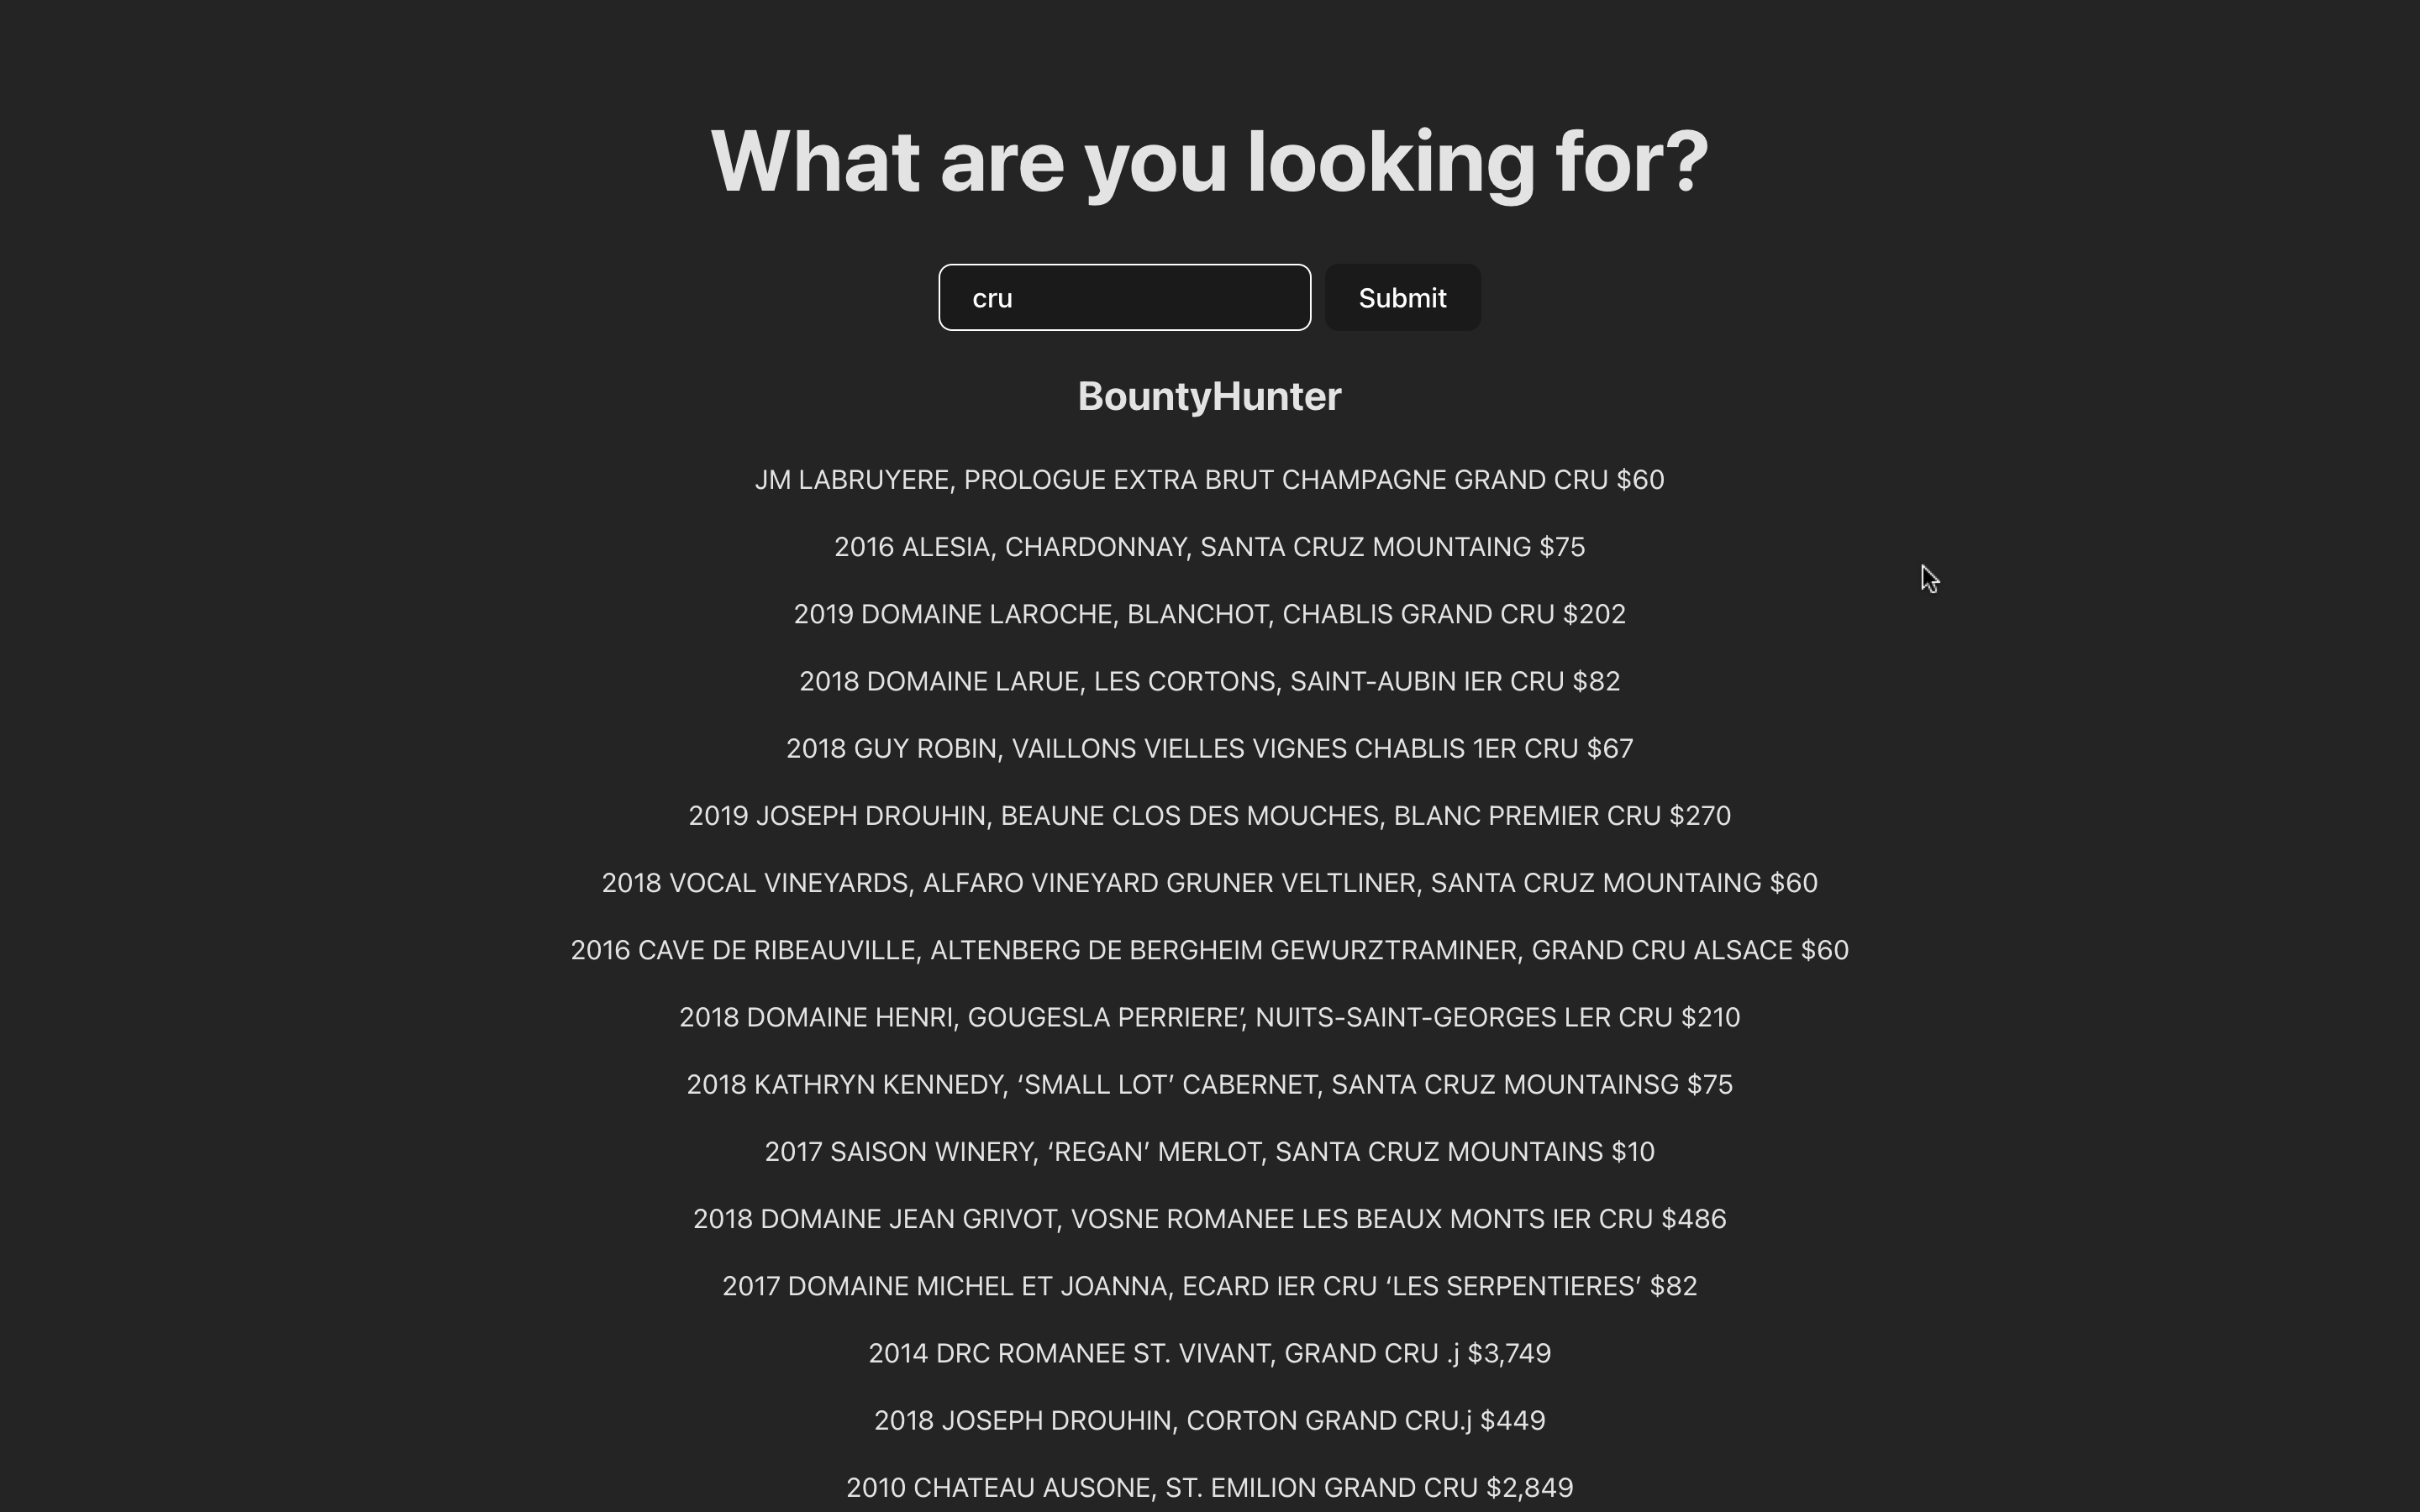 What are you looking for?
cru
Submit
BountyHunter
JM LABRUYERE, PROLOGUE EXTRA BRUT CHAMPAGNE GRAND CRU $60
2016 ALESIA, CHARDONNAY, SANTA CRUZ MOUNTAING $75
2019 DOMAINE LAROCHE, BLANCHOT, CHABLIS GRAND CRU $202
2018 DOMAINE LARUE, LES CORTONS, SAINT-AUBIN IER CRU $82
2018 GUY ROBIN, VAILLONS VIELLES VIGNES CHABLIS 1ER CRU $67
2019 JOSEPH DROUHIN, BEAUNE CLOS DES MOUCHES, BLANC PREMIER CRU $270
2018 VOCAL VINEYARDS, ALFARO VINEYARD GRUNER VELTLINER, SANTA CRUZ MOUNTAING $60
2016 CAVE DE RIBEAUVILLE, ALTENBERG DE BERGHEIM GEWURZTRAMINER, GRAND CRU ALSACE $60
2018 DOMAINE HENRI, GOUGESLA PERRIERE’, NUITS-SAINT-GEORGES LER CRU $210
2018 KATHRYN KENNEDY, ‘SMALL LOT’ CABERNET, SANTA CRUZ MOUNTAINSG $75
2017 SAISON WINERY, ‘REGAN’ MERLOT, SANTA CRUZ MOUNTAINS $10
2018 DOMAINE JEAN GRIVOT, VOSNE ROMANEE LES BEAUX MONTS IER CRU $486
2017 DOMAINE MICHEL ET JOANNA, ECARD IER CRU ‘LES SERPENTIERES’ $82
2014 DRC ROMANEE ST. VIVANT, GRAND CRU .j $3,749
2018 JOSEPH DROUHIN, CORTON GRAND CRU.j $449
2010 CHATEAU AUSONE, ST. EMILION GRAND CRU $2,849